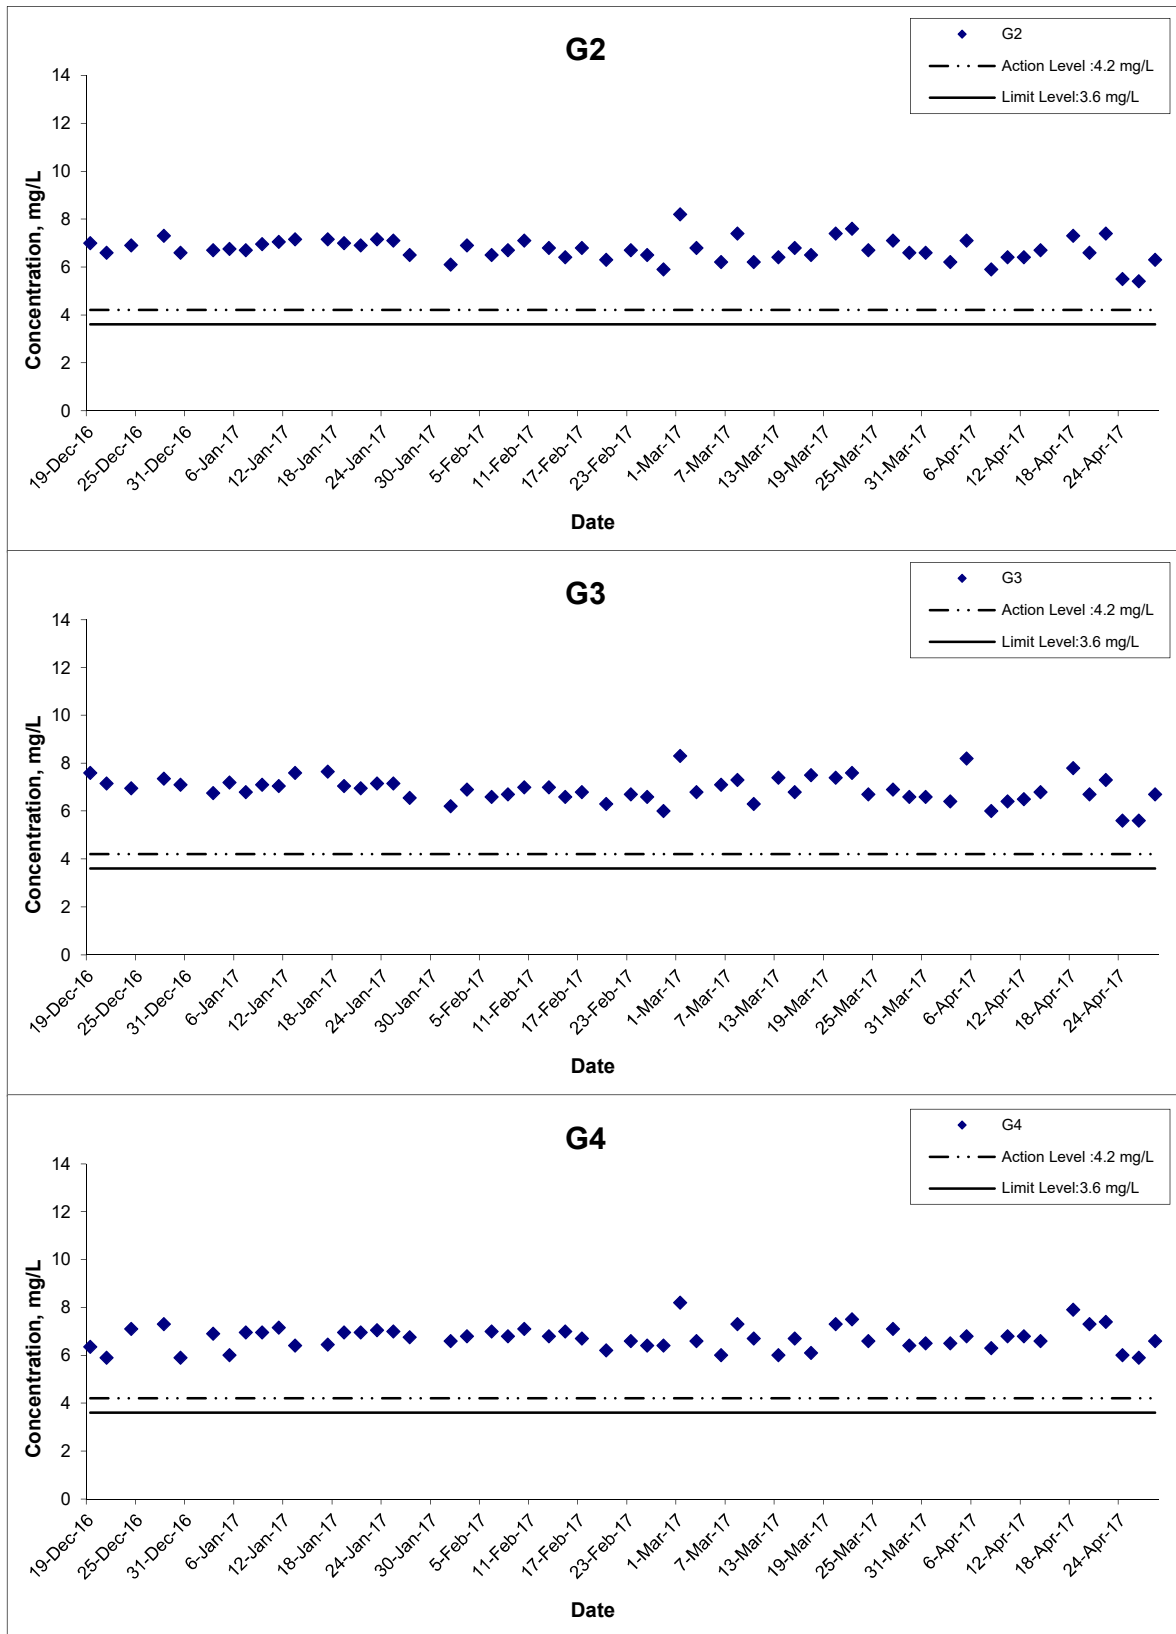 G2
G2
Action Level :4.2 mg/L
Limit Level:3.6 mg/L
Concentration, mg/L
14
12
10
8
6
4
2
0
19-Dec-16
25-Dec-16
31-Dec-16
6-Jan-17
12-Jan-17
18-Jan-17
24-Jan-17
30-Jan-17
5-Feb-17
11-Feb-17
17-Feb-17
23-Feb-17
1-Mar-17
7-Mar-17
13-Mar-17
19-Mar-17
25-Mar-17
31-Mar-17
6-Apr-17
12-Apr-17
18-Apr-17
24-Apr-17
Date
G3
G3
Action Level :4.2 mg/L
Limit Level:3.6 mg/L
Concentration, mg/L
14
12
10
8
6
4
2
0
19-Dec-16
25-Dec-16
31-Dec-16
6-Jan-17
12-Jan-17
18-Jan-17
24-Jan-17
30-Jan-17
5-Feb-17
11-Feb-17
17-Feb-17
23-Feb-17
1-Mar-17
7-Mar-17
13-Mar-17
19-Mar-17
25-Mar-17
31-Mar-17
6-Apr-17
12-Apr-17
18-Apr-17
24-Apr-17
Date
G4
G4
Action Level :4.2 mg/L
Limit Level:3.6 mg/L
Concentration, mg/L
14
12
10
8
6
4
2
0
19-Dec-16
25-Dec-16
31-Dec-16
6-Jan-17
12-Jan-17
18-Jan-17
24-Jan-17
30-Jan-17
5-Feb-17
11-Feb-17
17-Feb-17
23-Feb-17
1-Mar-17
7-Mar-17
13-Mar-17
19-Mar-17
25-Mar-17
31-Mar-17
6-Apr-17
12-Apr-17
18-Apr-17
24-Apr-17
Date